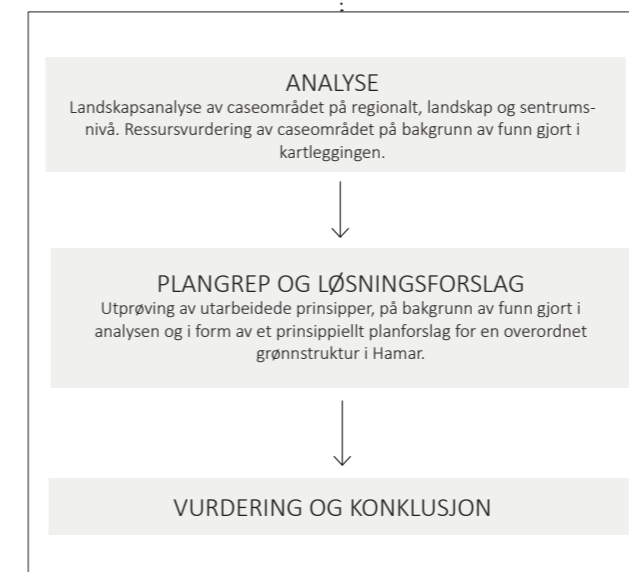 ANALYSE
Landskapsanalyse av caseområdet på regionalt, landskap og sentrums-
nivå. Ressursvurdering av caseområdet på bakgrunn av funn gjort i
kartleggingen.
PLANGREP OG LØSNINGSFORSLAG
Utprøving av utarbeidede prinsipper, på bakgrunn av funn gjort i
analysen og i form av et prinsippiellt planforslag for en overordnet
grønnstruktur i Hamar.
VURDERING OG KONKLUSJON